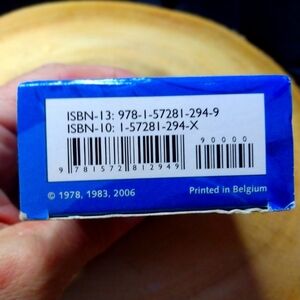 ISBN-13: 978-1-57281-294-9
ISBN-10: 1-57281-294-X
90000
9 781572 812949
© 1978, 1983, 2006 Printed in Belgium